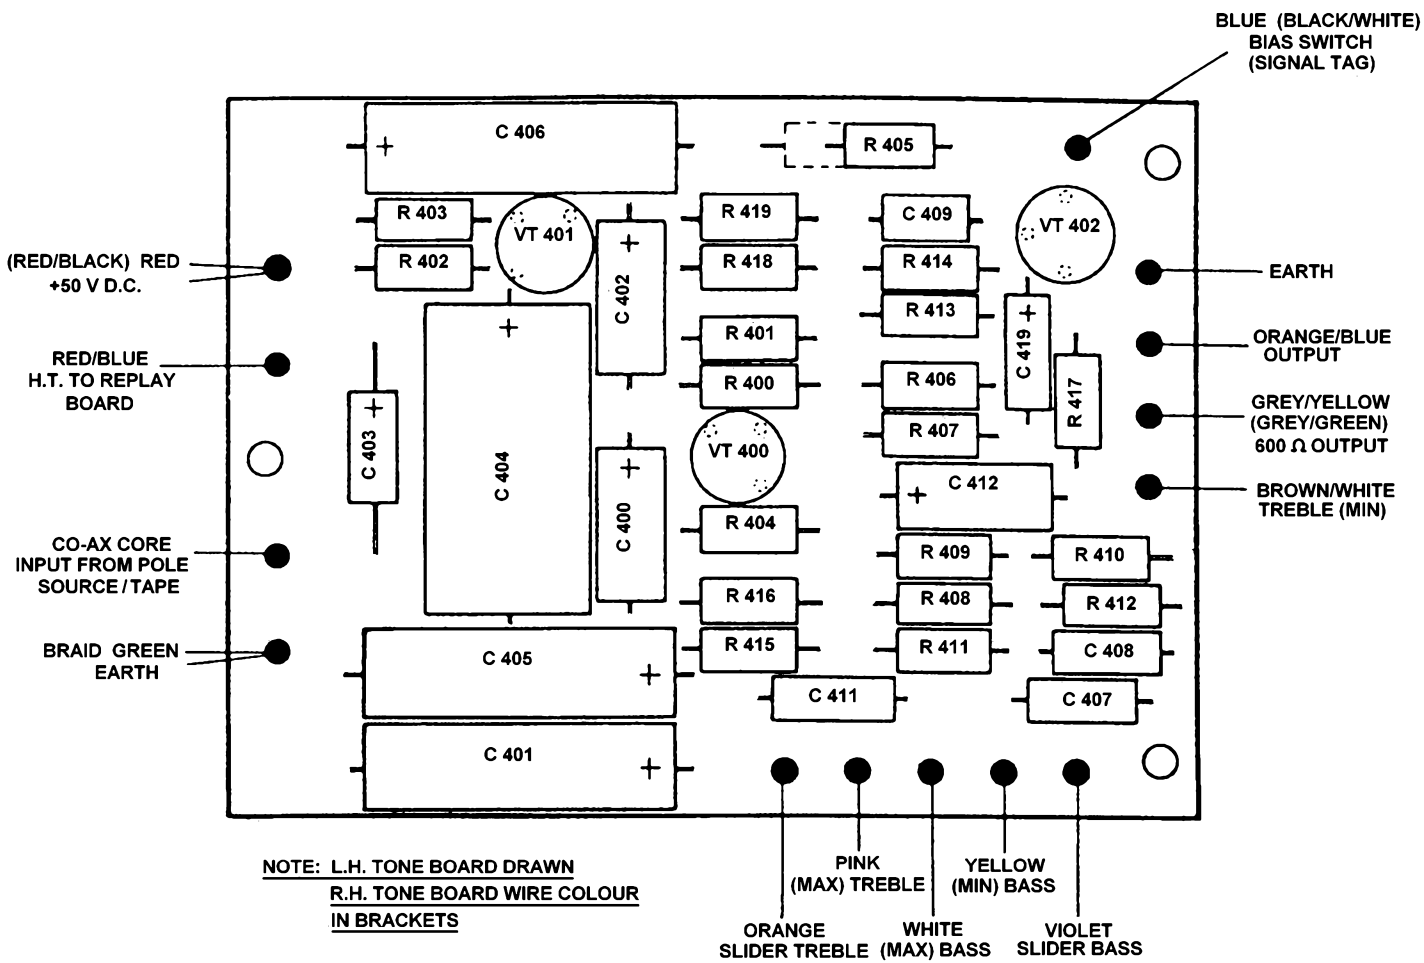 BLUE (BLACK/WHITE)
BIAS SWITCH
(SIGNAL TAG)
C 406
+
R 405
R 403
VT 401
R 419
C 409
VT 402
(RED/BLACK) RED
+50 V D.C.
R 402
+
C 402
R 418
R 414
EARTH
+
C 404
R 401
R 413
+
C 419
ORANGE/BLUE
OUTPUT
RED/BLUE
H.T. TO REPLAY
BOARD
R 400
R 406
R 417
GREY/YELLOW
(GREY/GREEN)
600 Ω OUTPUT
+
C 403
VT 400
R 407
+
C 400
+
C 412
BROWN/WHITE
TREBLE (MIN)
R 404
CO-AX CORE
INPUT FROM POLE
SOURCE / TAPE
R 409
R 410
R 416
R 408
R 412
BRAID GREEN
EARTH
C 405
+
R 415
R 411
C 408
C 411
C 407
C 401
+
NOTE: L.H. TONE BOARD DRAWN
R.H. TONE BOARD WIRE COLOUR
IN BRACKETS
PINK
(MAX) TREBLE
YELLOW
(MIN) BASS
ORANGE
SLIDER TREBLE
WHITE
(MAX) BASS
VIOLET
SLIDER BASS